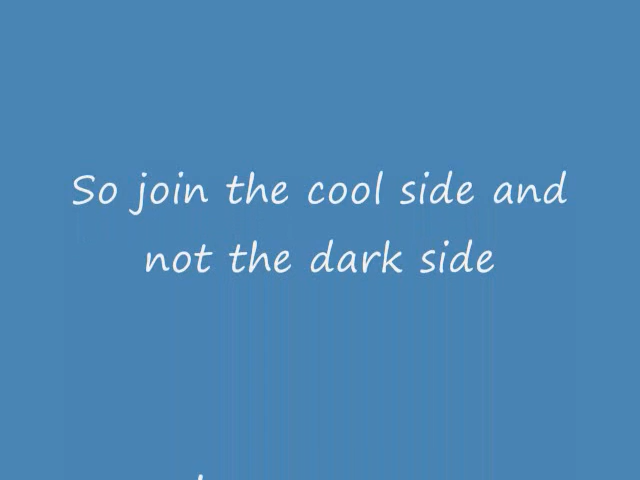 So join the cool side and
not the dark side